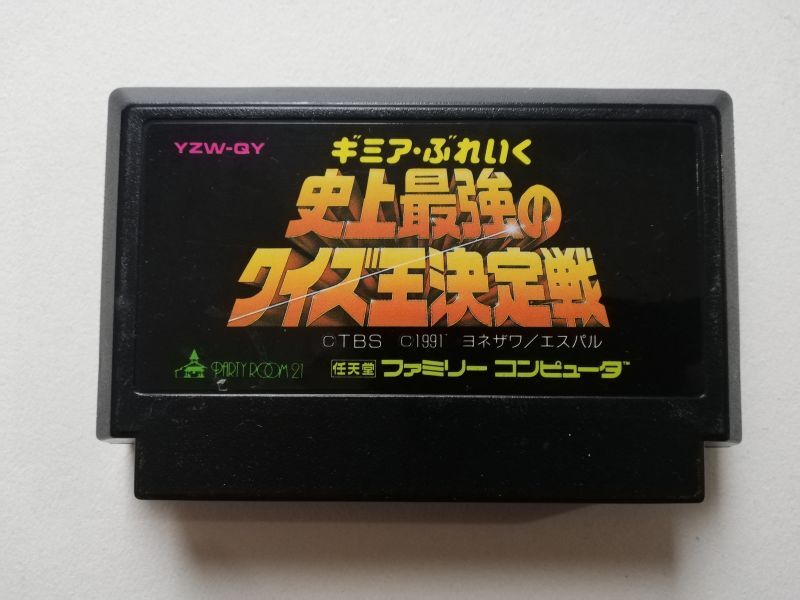 YZW-QY
ギミア・ぶれいく
史上最強の
クイズ王決定戦
©TBS ©1991 ヨネザワ/エスパル
PARTY ROOM 21
任天堂 ファミリー コンピュータ™